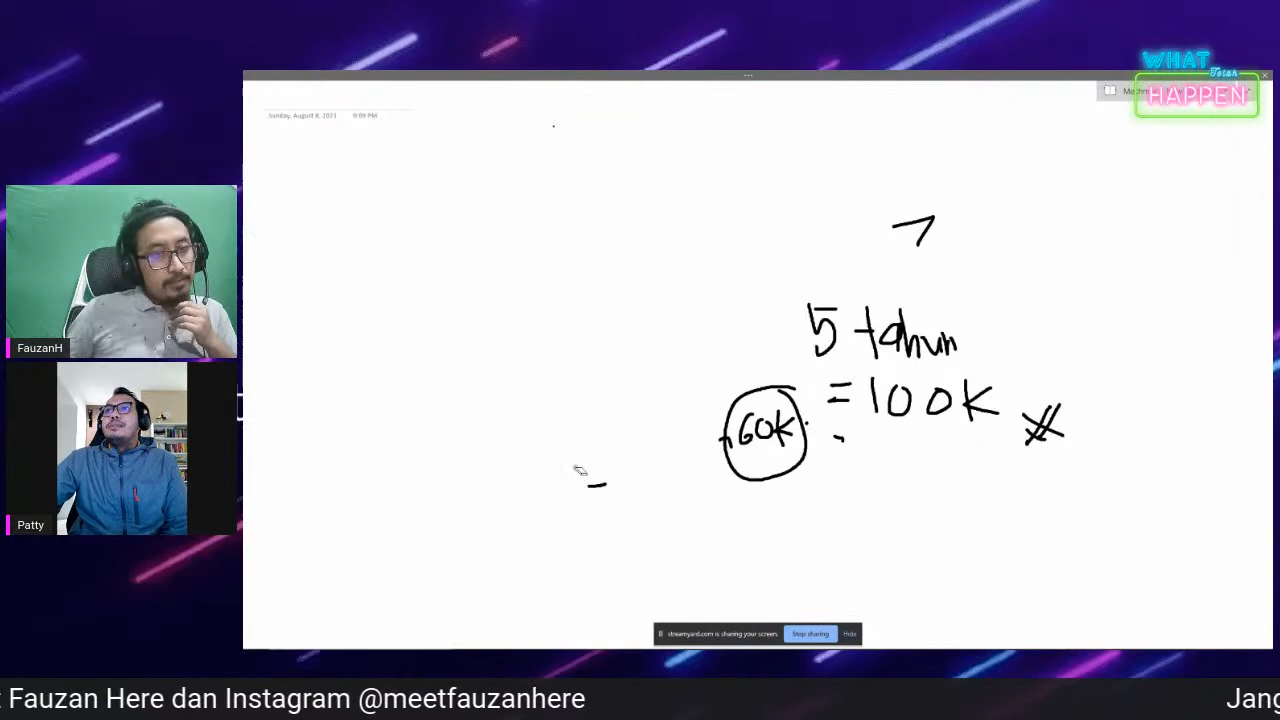 WHAT
Telah
HAPPEN
Sunday, August 8, 2021 9:09 PM
5 tahun
= 100K
60K
FauzanH
Patty
streamyard.com is sharing your screen. Stop sharing Hide
t Fauzan Here dan Instagram @meetfauzanhere
Jang